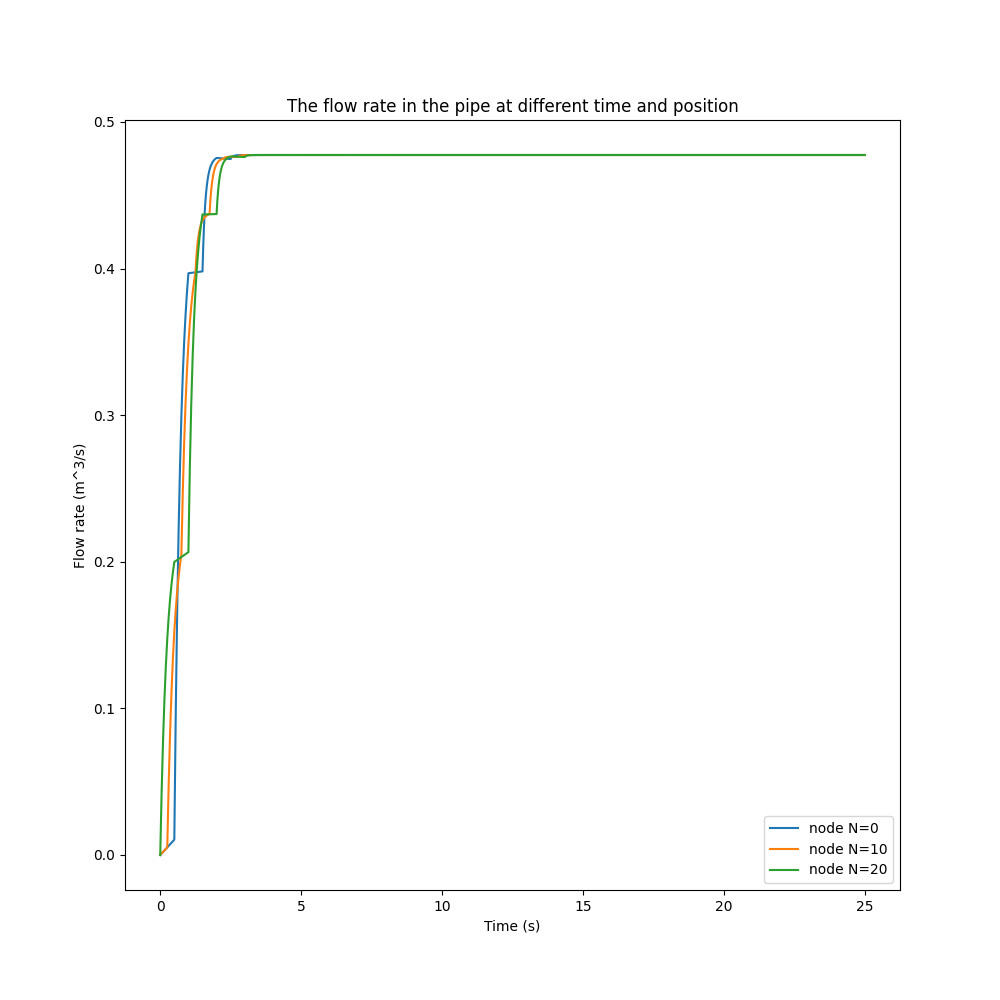 The flow rate in the pipe at different time and position
0.5
0.4
0.3
0.2
0.1
0.0
Flow rate (m^3/s)
0 5 10 15 20 25
Time (s)
node N=0
node N=10
node N=20